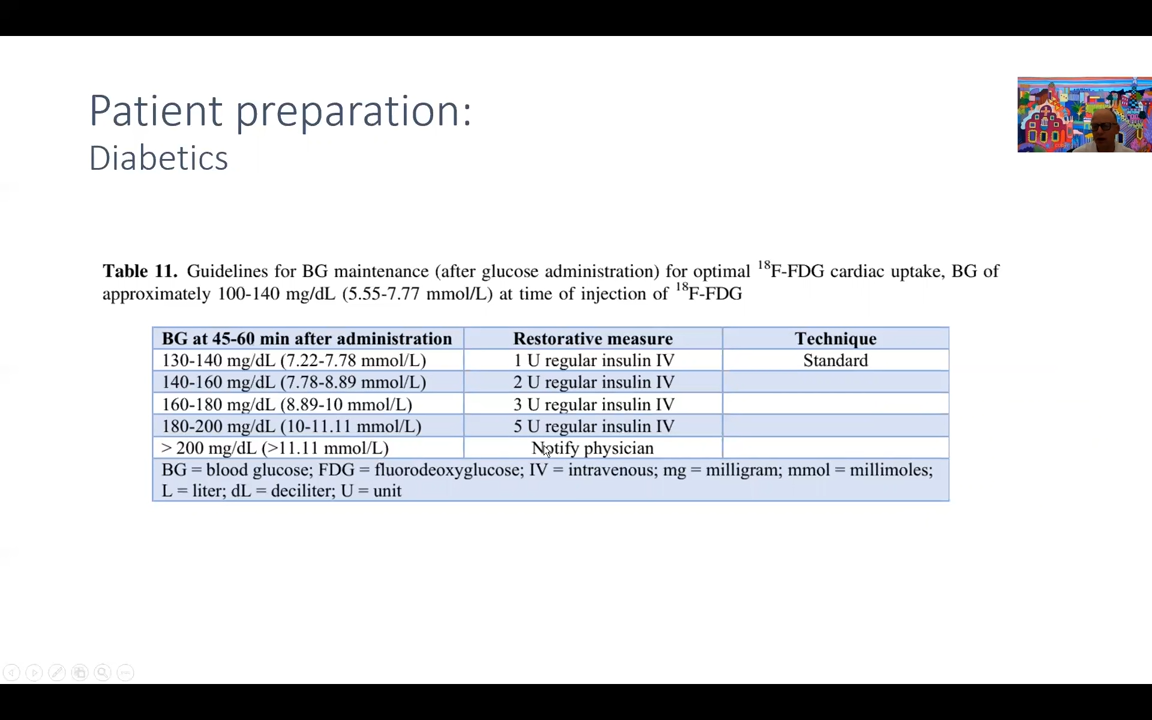 Patient preparation:
Diabetics
Table 11. Guidelines for BG maintenance (after glucose administration) for optimal ¹⁸F-FDG cardiac uptake, BG of
approximately 100-140 mg/dL (5.55-7.77 mmol/L) at time of injection of ¹⁸F-FDG
BG at 45-60 min after administration Restorative measure Technique
130-140 mg/dL (7.22-7.78 mmol/L) 1 U regular insulin IV Standard
140-160 mg/dL (7.78-8.89 mmol/L) 2 U regular insulin IV
160-180 mg/dL (8.89-10 mmol/L) 3 U regular insulin IV
180-200 mg/dL (10-11.11 mmol/L) 5 U regular insulin IV
> 200 mg/dL (>11.11 mmol/L) Notify physician
BG = blood glucose; FDG = fluorodeoxyglucose; IV = intravenous; mg = milligram; mmol = millimoles;
L = liter; dL = deciliter; U = unit